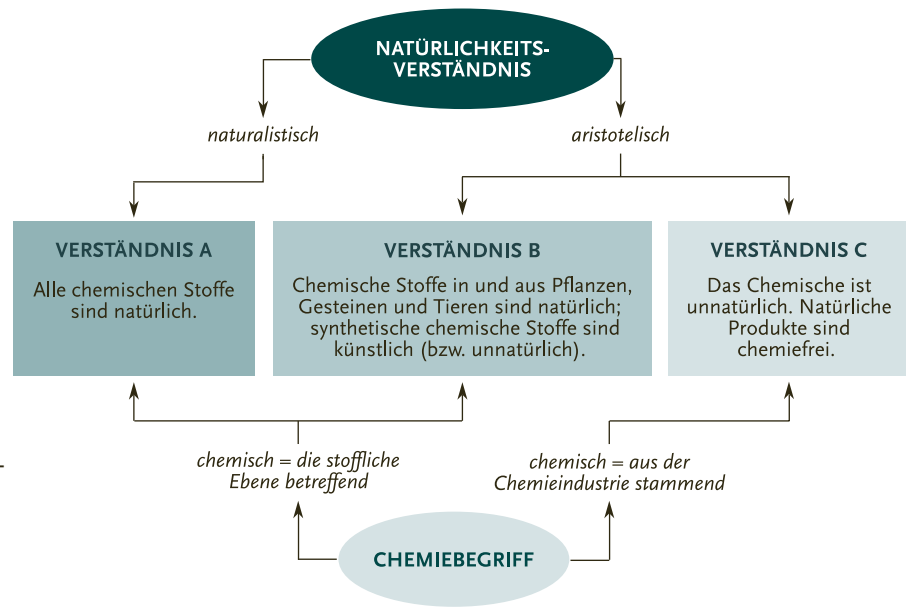 NATÜRLICHKEITS-
VERSTÄNDNIS
naturalistisch
aristotelisch
VERSTÄNDNIS A
Alle chemischen Stoffe
sind natürlich.
VERSTÄNDNIS B
Chemische Stoffe in und aus Pflanzen,
Gesteinen und Tieren sind natürlich;
synthetische chemische Stoffe sind
künstlich (bzw. unnatürlich).
VERSTÄNDNIS C
Das Chemische ist
unnatürlich. Natürliche
Produkte sind
chemiefrei.
chemisch = die stoffliche
Ebene betreffend
chemisch = aus der
Chemieindustrie stammend
CHEMIEBEGRIFF